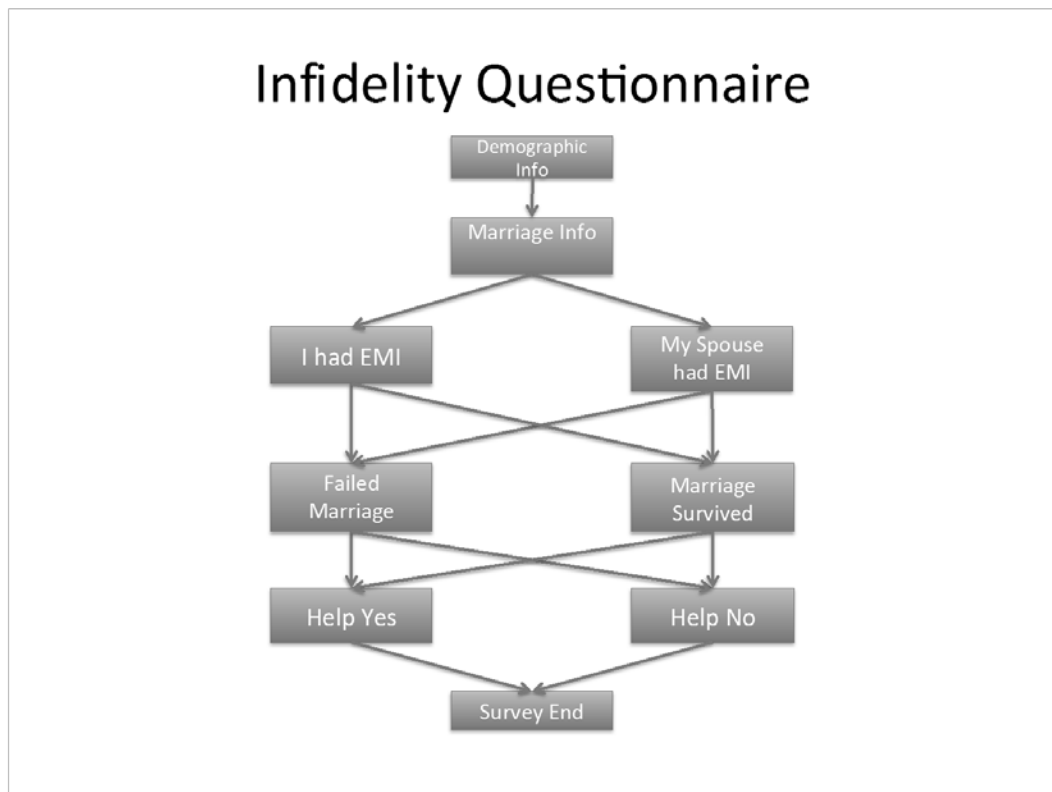 Infidelity Questionnaire
Demographic
Info
Marriage Info
I had EMI
My Spouse
had EMI
Failed
Marriage
Marriage
Survived
Help Yes
Help No
Survey End